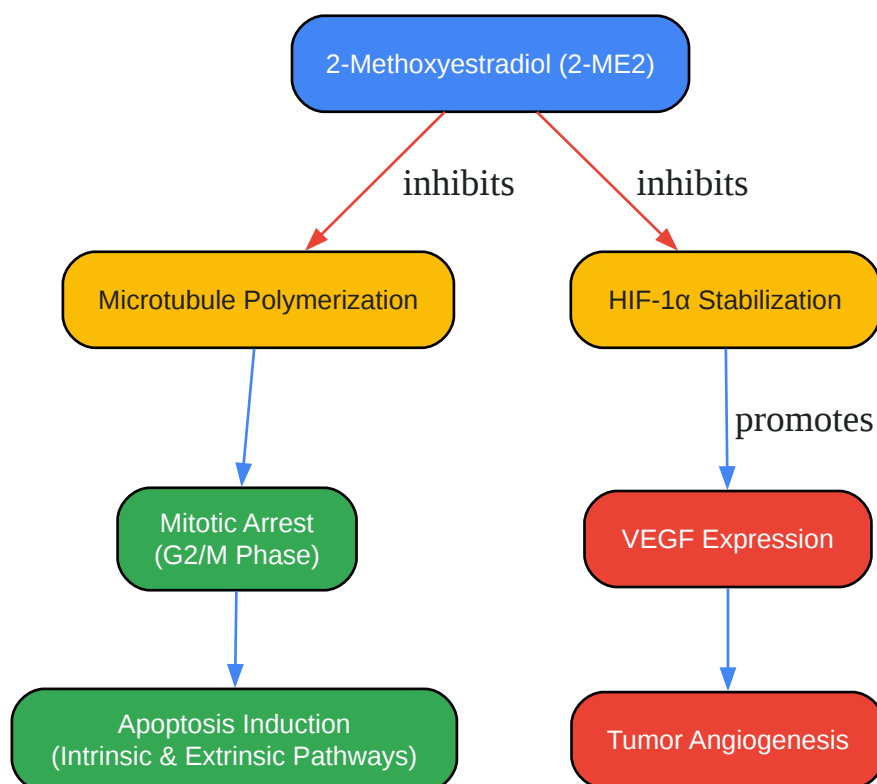 2-Methoxyestradiol (2-ME2)
inhibits
inhibits
Microtubule Polymerization
HIF-1α Stabilization
promotes
Mitotic Arrest
(G2/M Phase)
VEGF Expression
Apoptosis Induction
(Intrinsic & Extrinsic Pathways)
Tumor Angiogenesis